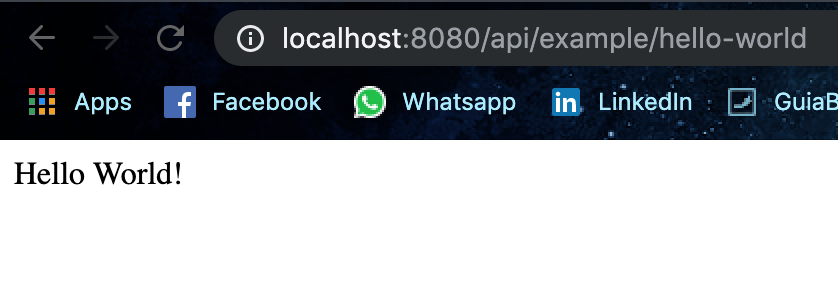 localhost:8080/api/example/hello-world
Apps Facebook Whatsapp LinkedIn GuiaB
Hello World!